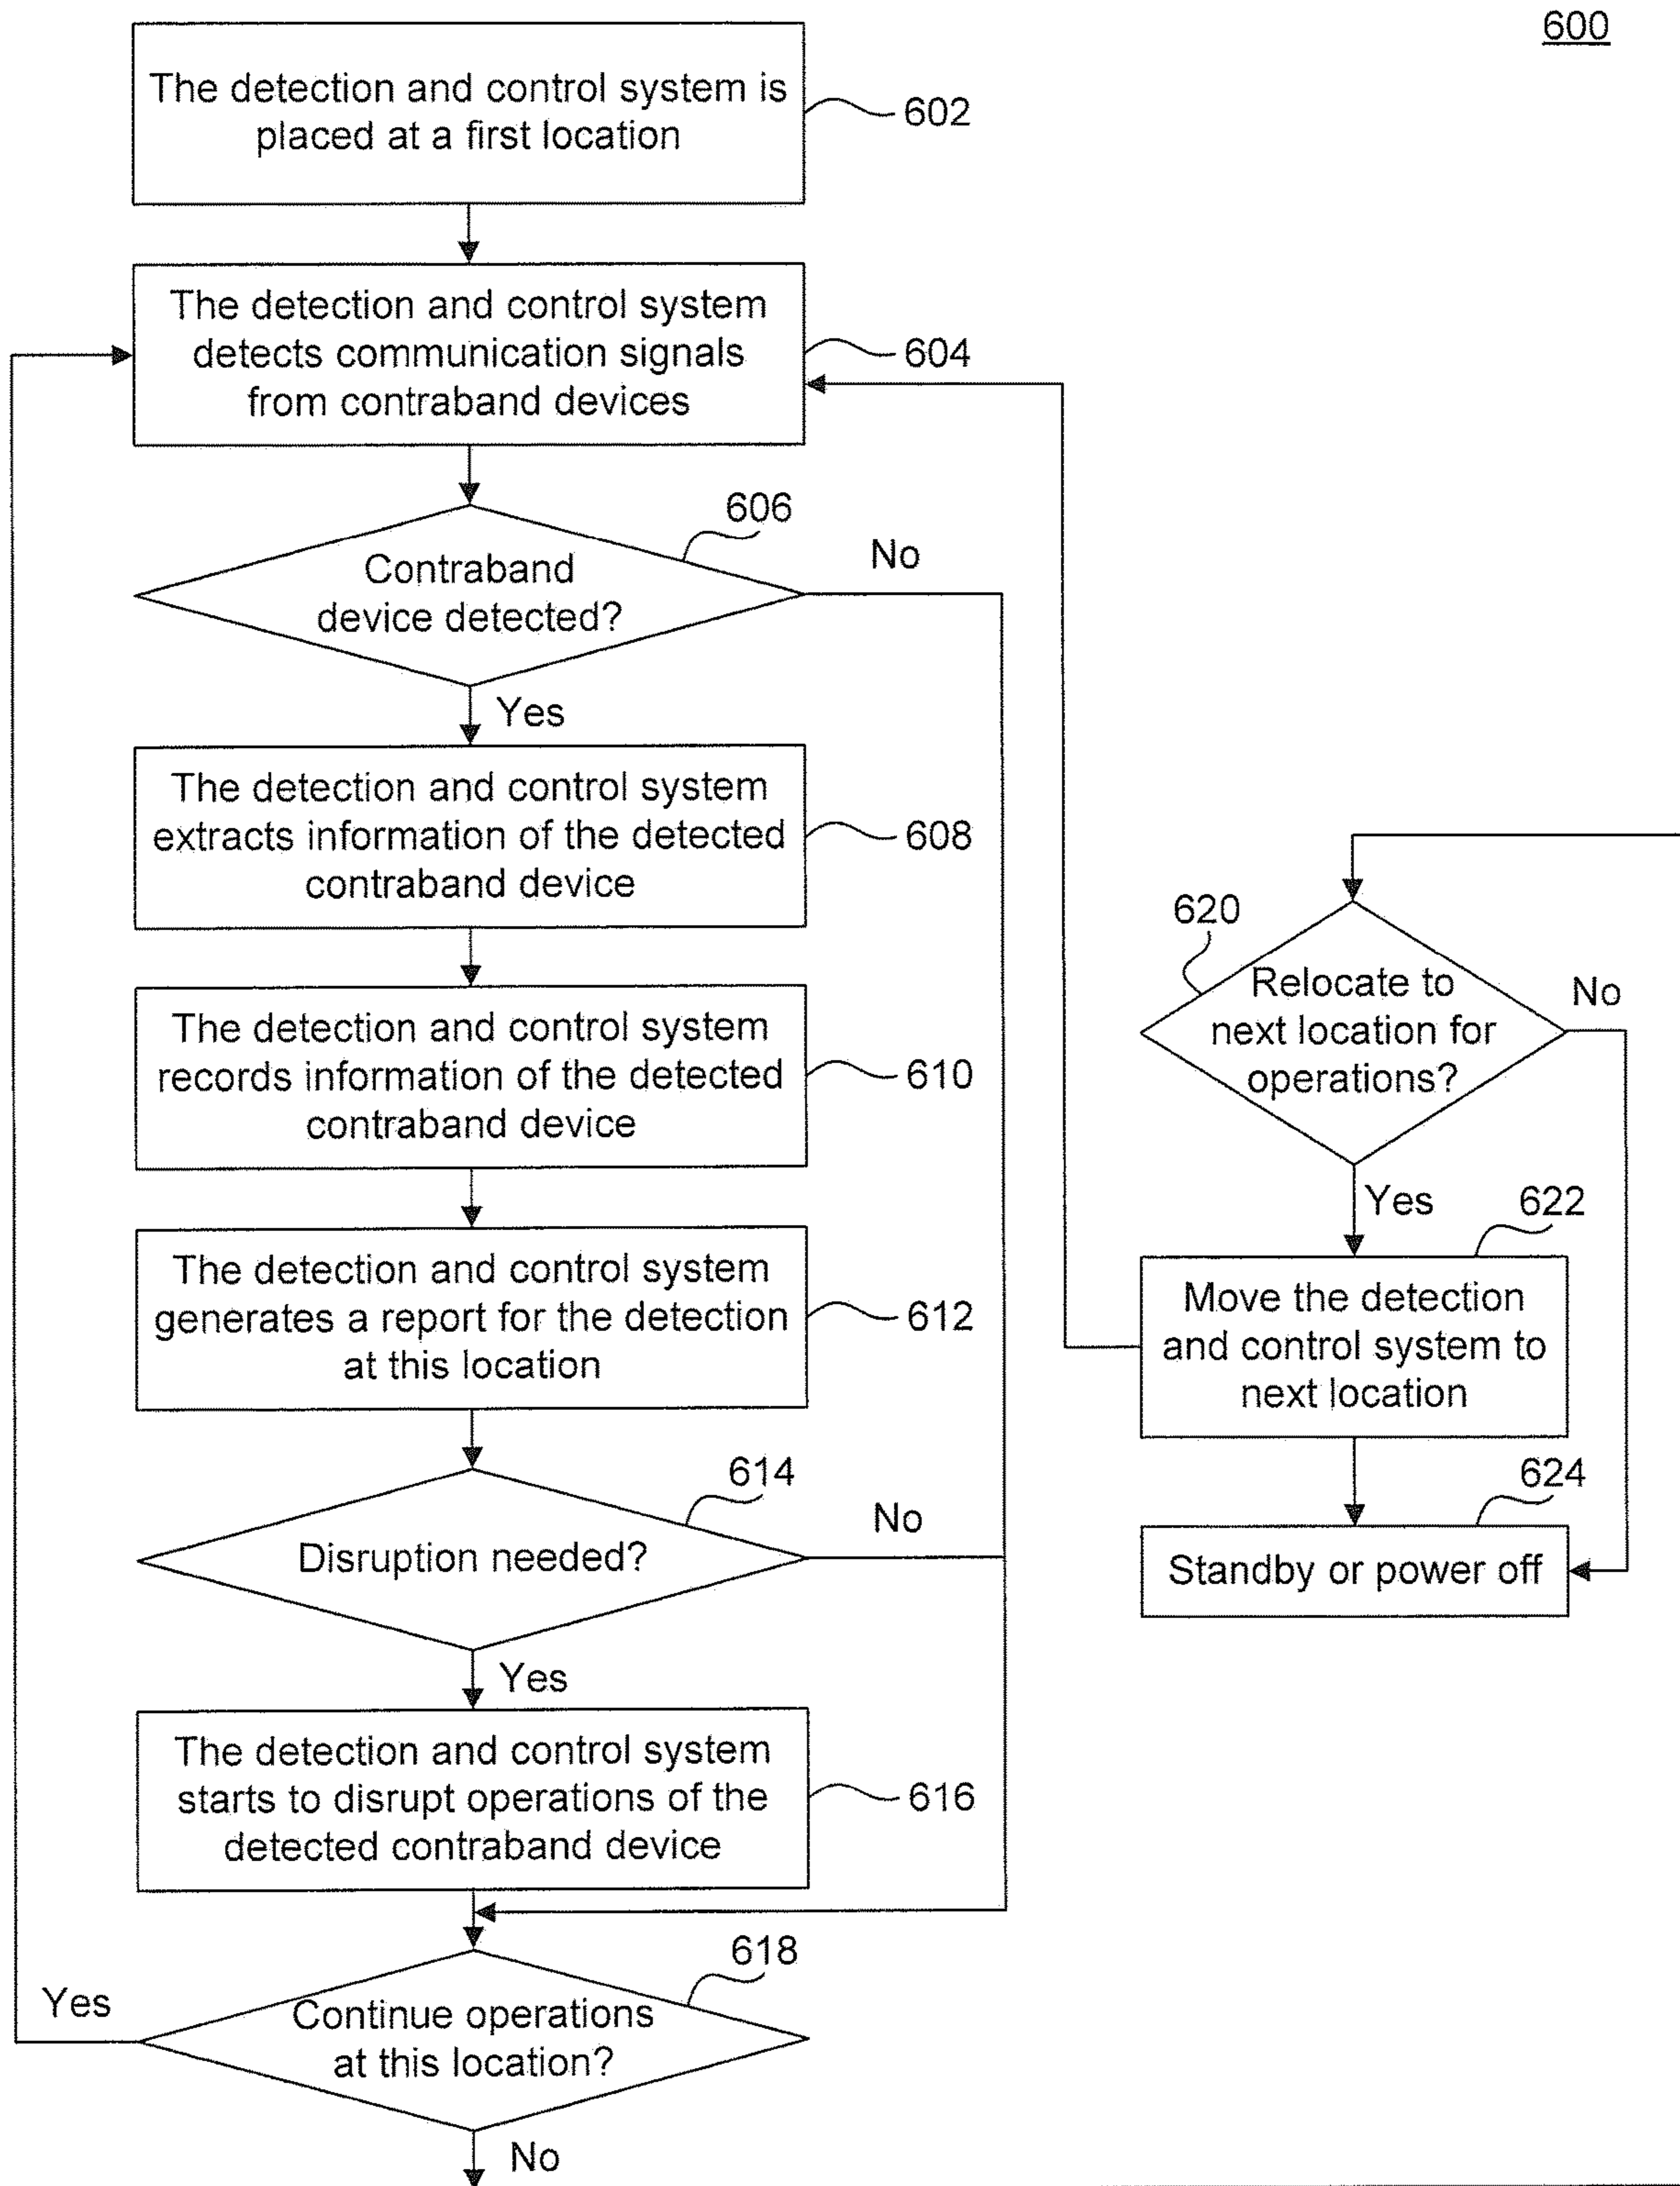 600
The detection and control system is
placed at a first location
602
The detection and control system
detects communication signals
from contraband devices
604
606
Contraband
device detected?
No
Yes
The detection and control system
extracts information of the detected
contraband device
608
The detection and control system
records information of the detected
contraband device
610
The detection and control system
generates a report for the detection
at this location
612
614
Disruption needed?
No
Yes
The detection and control system
starts to disrupt operations of the
detected contraband device
616
618
Continue operations
at this location?
Yes
No
620
Relocate to
next location for
operations?
No
Yes
622
Move the detection
and control system to
next location
624
Standby or power off